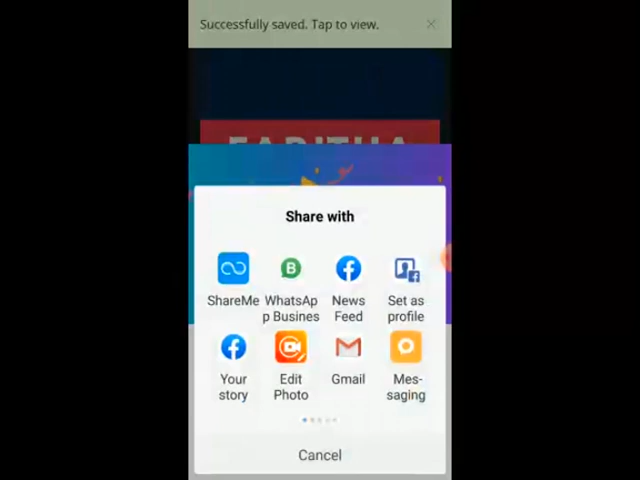 Successfully saved. Tap to view.
Share with
ShareMe
WhatsAp
p Busines
News
Feed
Set as
profile
Your
story
Edit
Photo
Gmail
Mes-
saging
Cancel